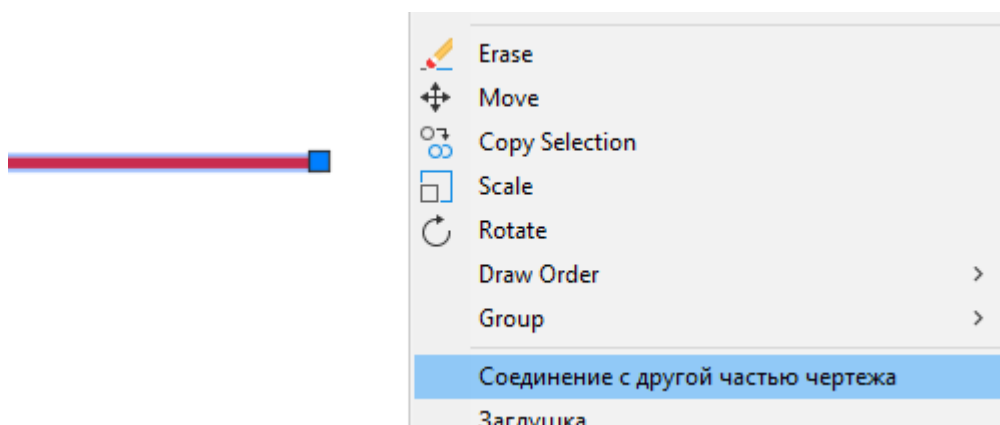 Erase
Move
Copy Selection
Scale
Rotate
Draw Order
Group
Соединение с другой частью чертежа
Заглушка